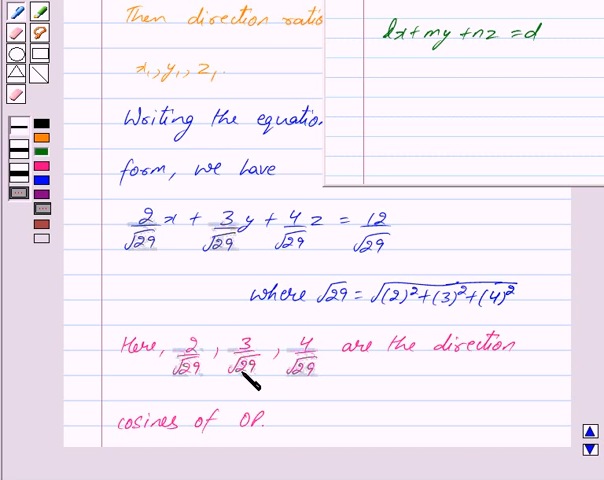 Then direction ratio
lx + my + nz = d
x₁, y₁, z₁.
Writing the equation
form, we have
2/√29 x + 3/√29 y + 4/√29 z = 12/√29
where √29 = √(2)² + (3)² + (4)²
Here, 2/√29, 3/√29, 4/√29 are the direction
cosines of OP.